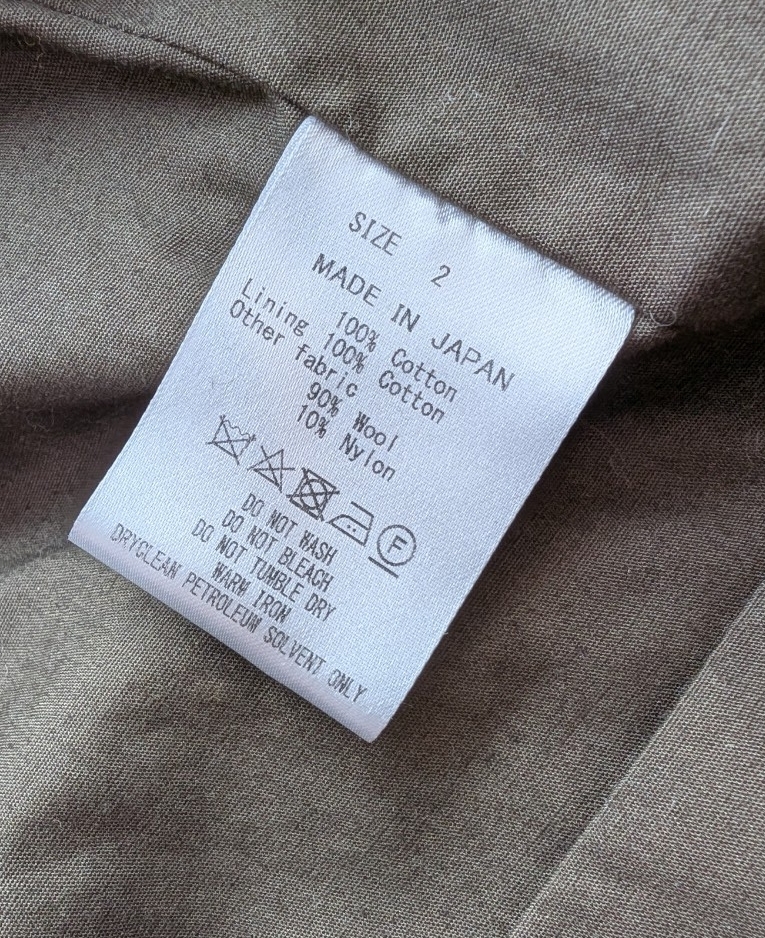 SIZE 2
MADE IN JAPAN
100% Cotton
Lining 100% Cotton
Other fabric
90% Wool
10% Nylon
F
DO NOT WASH
DO NOT BLEACH
DO NOT TUMBLE DRY
WARM IRON
DRYCLEAN PETROLEUM SOLVENT ONLY